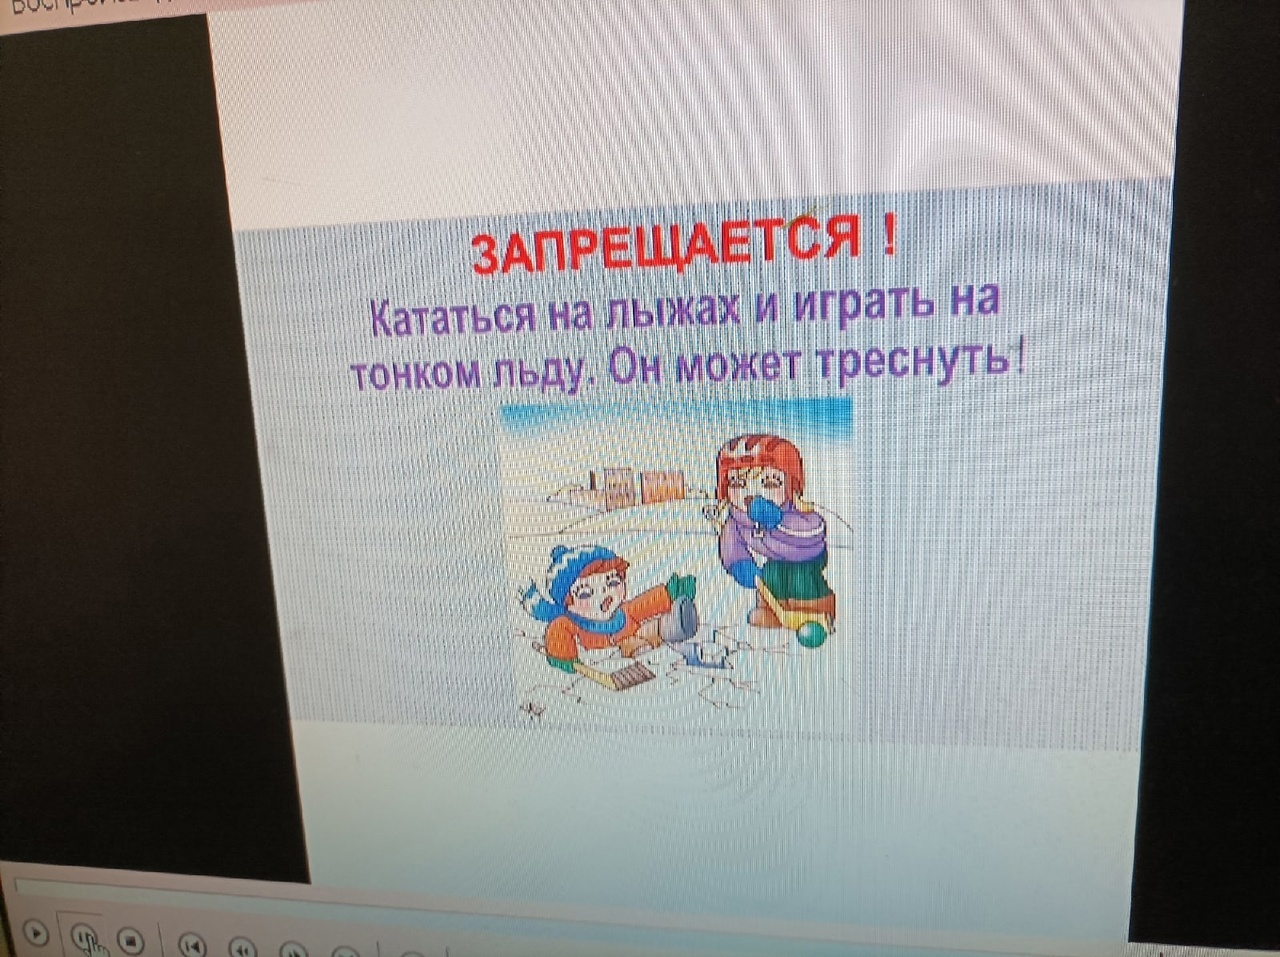 ЗАПРЕЩАЕТСЯ !
Кататься на лыжах и играть на
тонком льду. Он может треснуть!